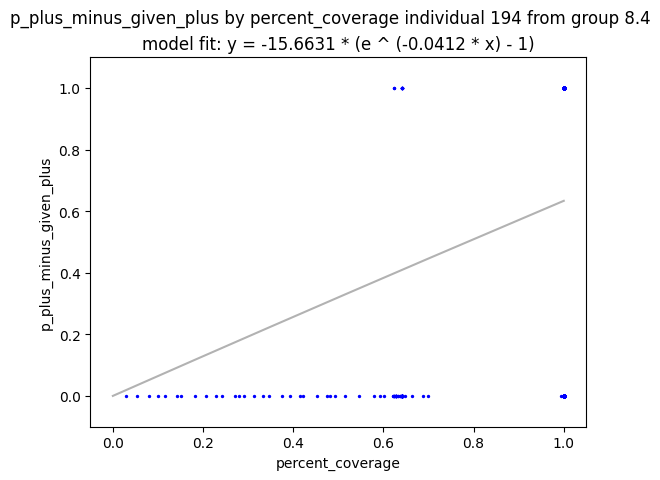 p_plus_minus_given_plus by percent_coverage individual 194 from group 8.4
model fit: y = -15.6631 * (e ^ (-0.0412 * x) - 1)
1.0
0.8
0.6
0.4
0.2
0.0
p_plus_minus_given_plus
0.0 0.2 0.4 0.6 0.8 1.0
percent_coverage